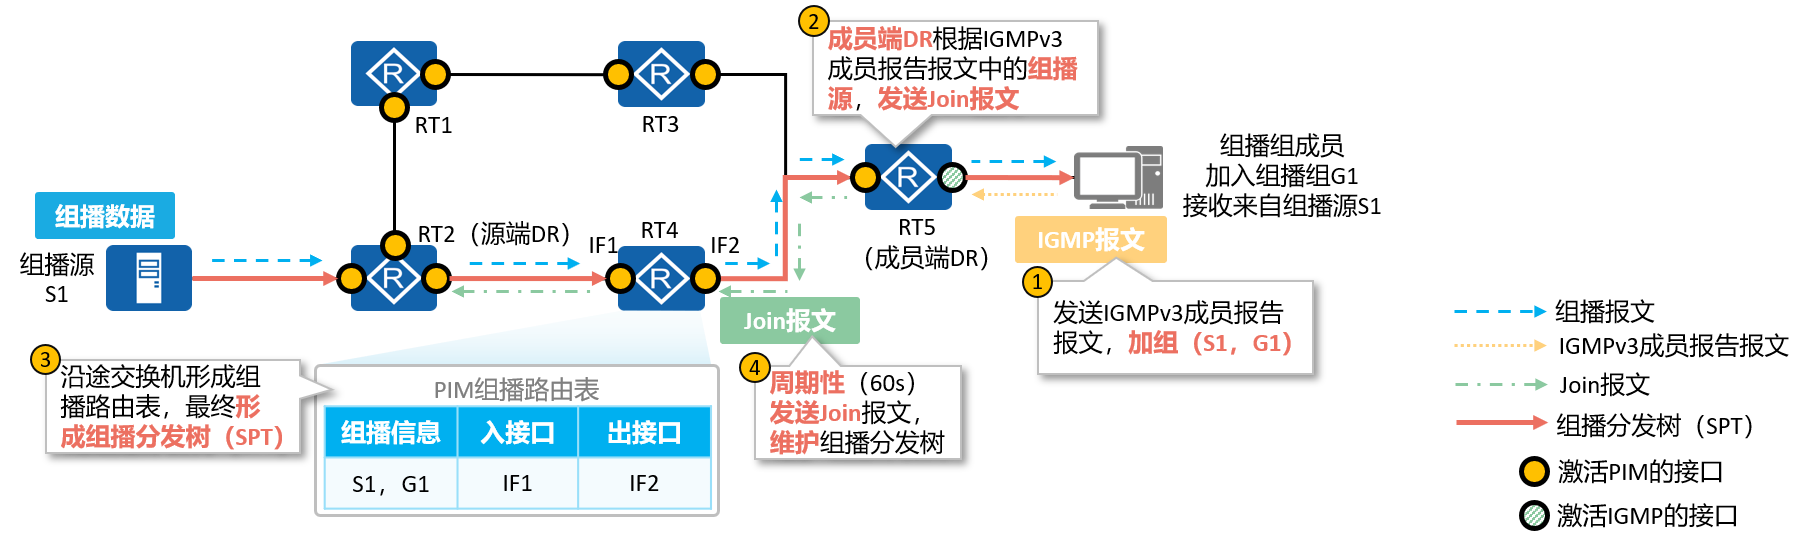 ②
成员端DR根据IGMPv3
成员报告报文中的组播
源，发送Join报文
R
R
RT1
RT3
R
组播组成员
加入组播组G1
接收来自组播源S1
组播数据
RT2（源端DR）
RT4
RT5
（成员端DR）
IGMP报文
组播源
S1
R
IF1
R
IF2
①
发送IGMPv3成员报告
报文，加组（S1，G1）
Join报文
③
沿途交换机形成组
播路由表，最终形
成组播分发树（SPT）
PIM组播路由表
组播信息 入接口 出接口
S1，G1 IF1 IF2
④
周期性（60s）
发送Join报文，
维护组播分发树
组播报文
IGMPv3成员报告报文
Join报文
组播分发树（SPT）
激活PIM的接口
激活IGMP的接口